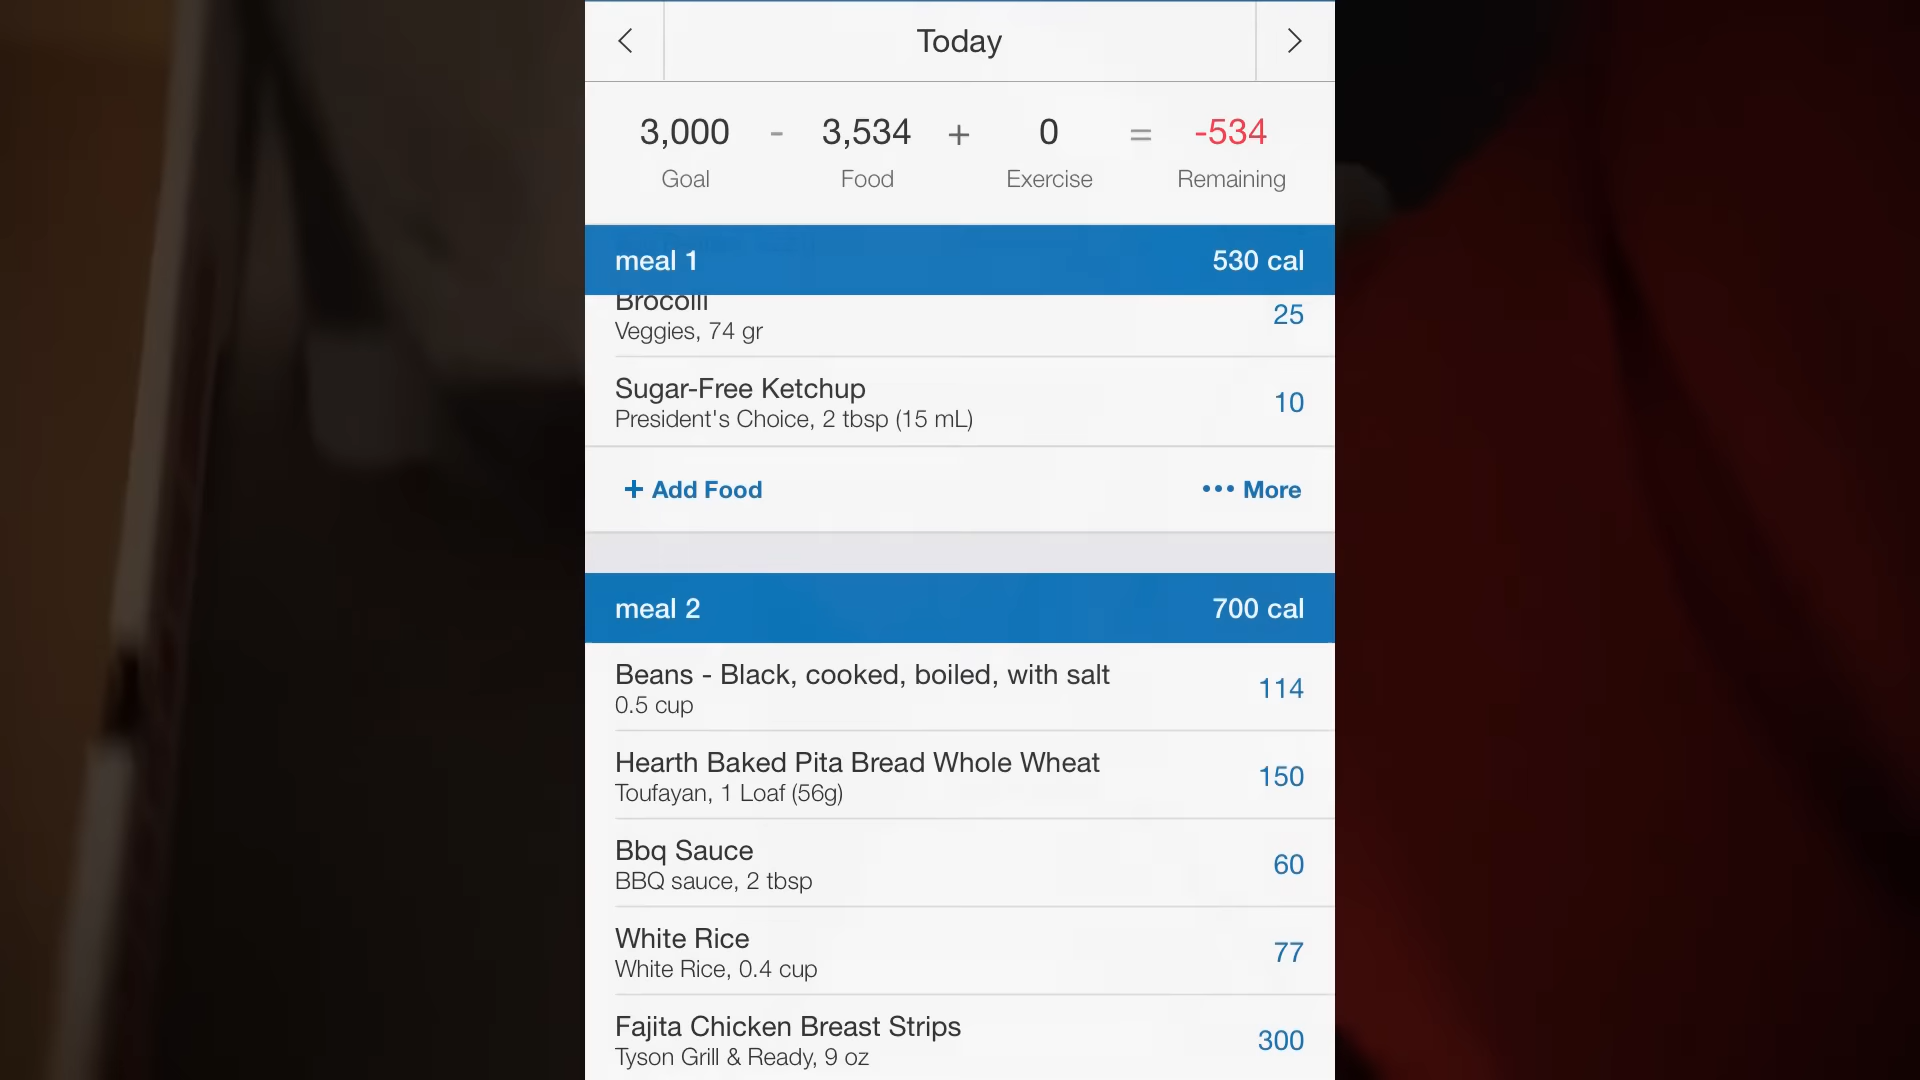 Today
3,000 - 3,534 + 0 = -534
Goal Food Exercise Remaining
meal 1 530 cal
Brocolli 25
Veggies, 74 gr
Sugar-Free Ketchup 10
President's Choice, 2 tbsp (15 mL)
+ Add Food ••• More
meal 2 700 cal
Beans - Black, cooked, boiled, with salt 114
0.5 cup
Hearth Baked Pita Bread Whole Wheat 150
Toufayan, 1 Loaf (56g)
Bbq Sauce 60
BBQ sauce, 2 tbsp
White Rice 77
White Rice, 0.4 cup
Fajita Chicken Breast Strips 300
Tyson Grill & Ready, 9 oz